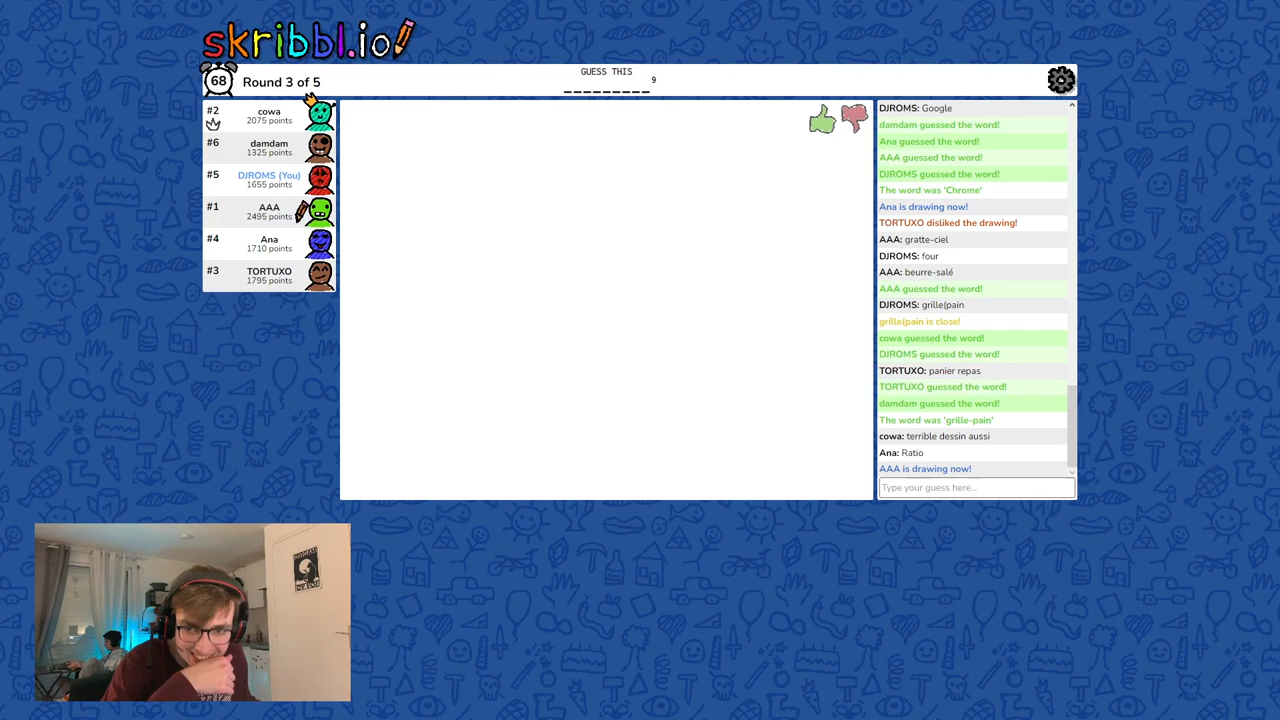 skribbl.io
68
Round 3 of 5
GUESS THIS
_________ 9
#2
cowa
2075 points
#6
damdam
1325 points
#5
DJROMS (You)
1655 points
#1
AAA
2495 points
#4
Ana
1710 points
#3
TORTUXO
1795 points
DJROMS: Google
damdam guessed the word!
Ana guessed the word!
AAA guessed the word!
DJROMS guessed the word!
The word was 'Chrome'
Ana is drawing now!
TORTUXO disliked the drawing!
AAA: gratte-ciel
DJROMS: four
AAA: beurre-salé
AAA guessed the word!
DJROMS: grille(pain
grille(pain is close!
cowa guessed the word!
DJROMS guessed the word!
TORTUXO: panier repas
TORTUXO guessed the word!
damdam guessed the word!
The word was 'grille-pain'
cowa: terrible dessin aussi
Ana: Ratio
AAA is drawing now!
Type your guess here...